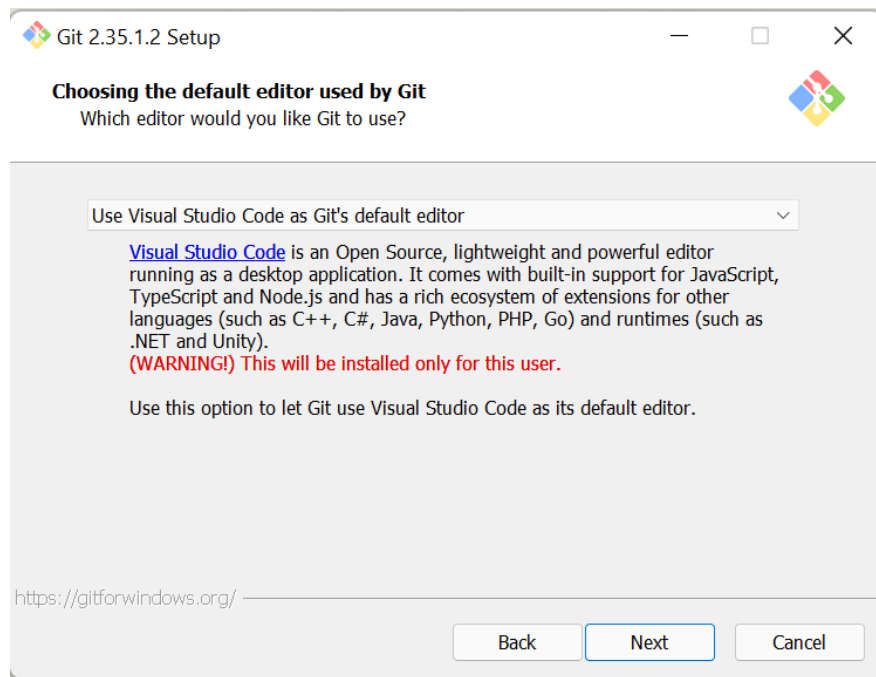 Git 2.35.1.2 Setup
Choosing the default editor used by Git
Which editor would you like Git to use?
Use Visual Studio Code as Git's default editor
Visual Studio Code is an Open Source, lightweight and powerful editor
running as a desktop application. It comes with built-in support for JavaScript,
TypeScript and Node.js and has a rich ecosystem of extensions for other
languages (such as C++, C#, Java, Python, PHP, Go) and runtimes (such as
.NET and Unity).
(WARNING!) This will be installed only for this user.
Use this option to let Git use Visual Studio Code as its default editor.
https://gitforwindows.org/
Back Next Cancel